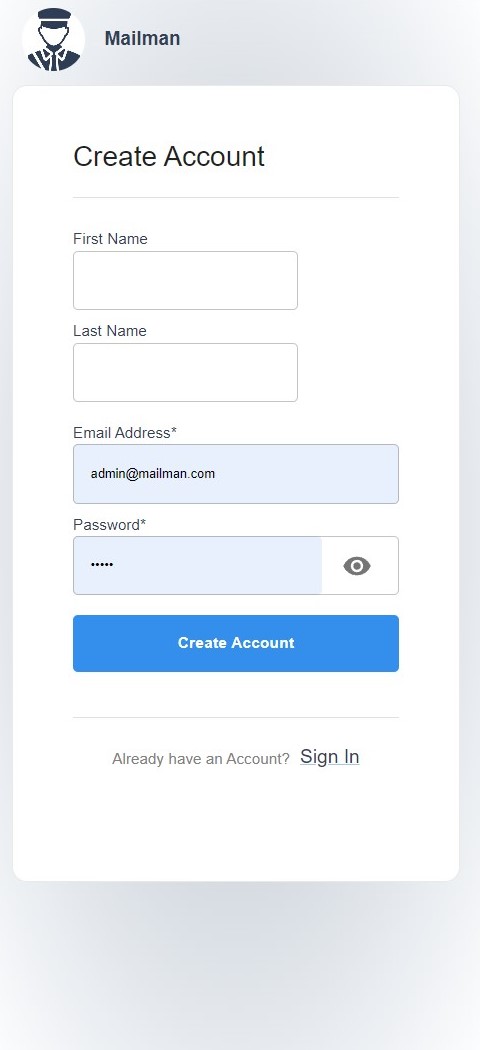 Mailman
Create Account
First Name
Last Name
Email Address*
admin@mailman.com
Password*
•••••
Create Account
Already have an Account? Sign In